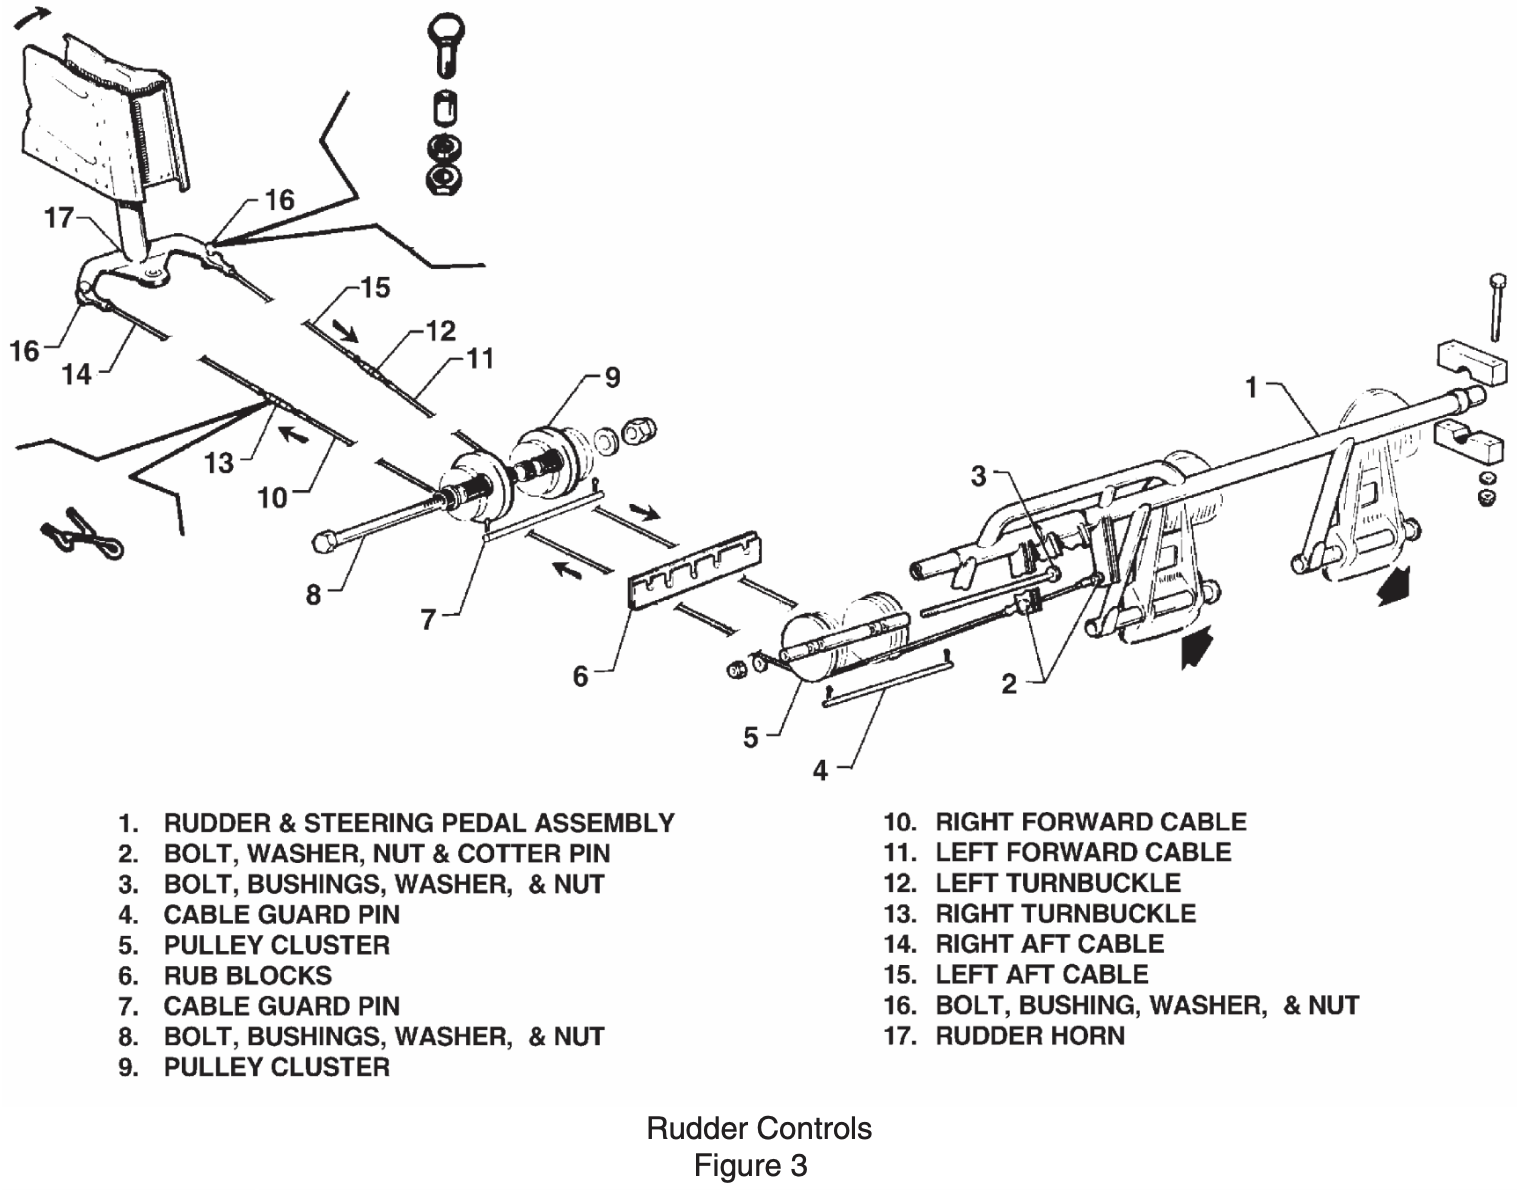 16
17
15
12
16
14
11
9
1
13
10
3
8
7
6
2
5
4
1. RUDDER & STEERING PEDAL ASSEMBLY
2. BOLT, WASHER, NUT & COTTER PIN
3. BOLT, BUSHINGS, WASHER, & NUT
4. CABLE GUARD PIN
5. PULLEY CLUSTER
6. RUB BLOCKS
7. CABLE GUARD PIN
8. BOLT, BUSHINGS, WASHER, & NUT
9. PULLEY CLUSTER
10. RIGHT FORWARD CABLE
11. LEFT FORWARD CABLE
12. LEFT TURNBUCKLE
13. RIGHT TURNBUCKLE
14. RIGHT AFT CABLE
15. LEFT AFT CABLE
16. BOLT, BUSHING, WASHER, & NUT
17. RUDDER HORN
Rudder Controls
Figure 3